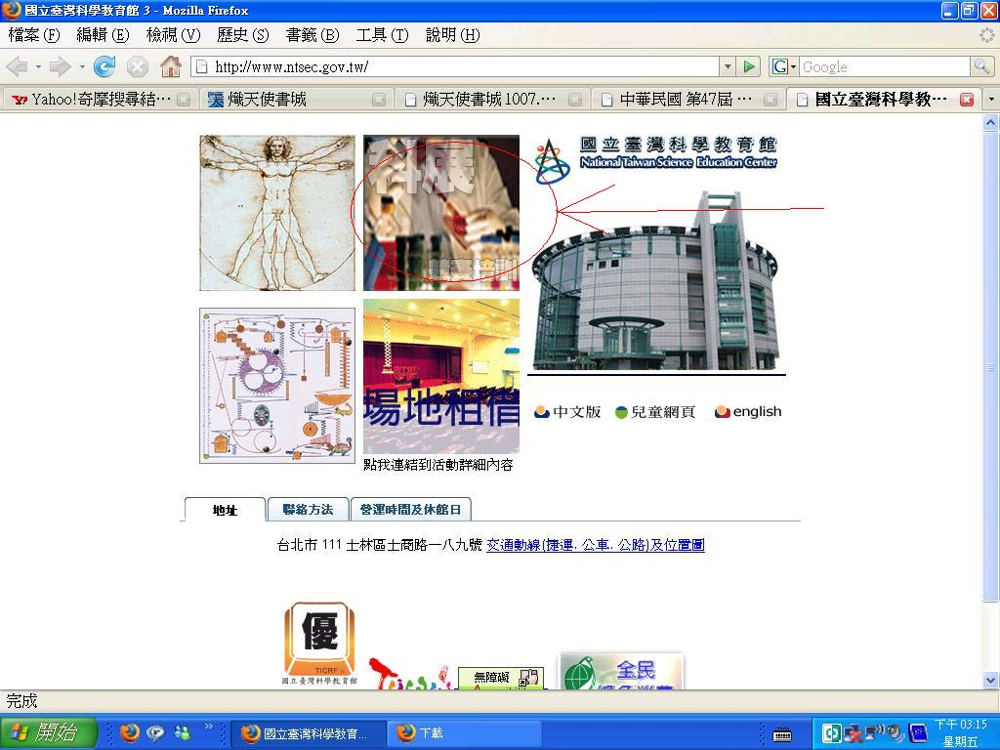 國立臺灣科學教育館 3 - Mozilla Firefox
檔案(F) 編輯(E) 檢視(V) 歷史(S) 書籤(B) 工具(T) 說明(H)
http://www.ntsec.gov.tw/
G Google
Yahoo!奇摩搜尋結… 熾天使書城 熾天使書城 1007.… 中華民國 第47屆 … 國立臺灣科學教…
科展
國立臺灣科學教育館
National Taiwan Science Education Center
培訓
場地租借
中文版 兒童網頁 english
點我連結到活動詳細內容
地址 聯絡方法 營運時間及休館日
台北市 111 士林區士商路一八九號 交通動線(捷運. 公車. 公路)及位置圖
優
TICRF
國立臺灣科學教育館
無障礙
全民
完成
開始 國立臺灣科學教育... 下載 下午 03:15
星期五